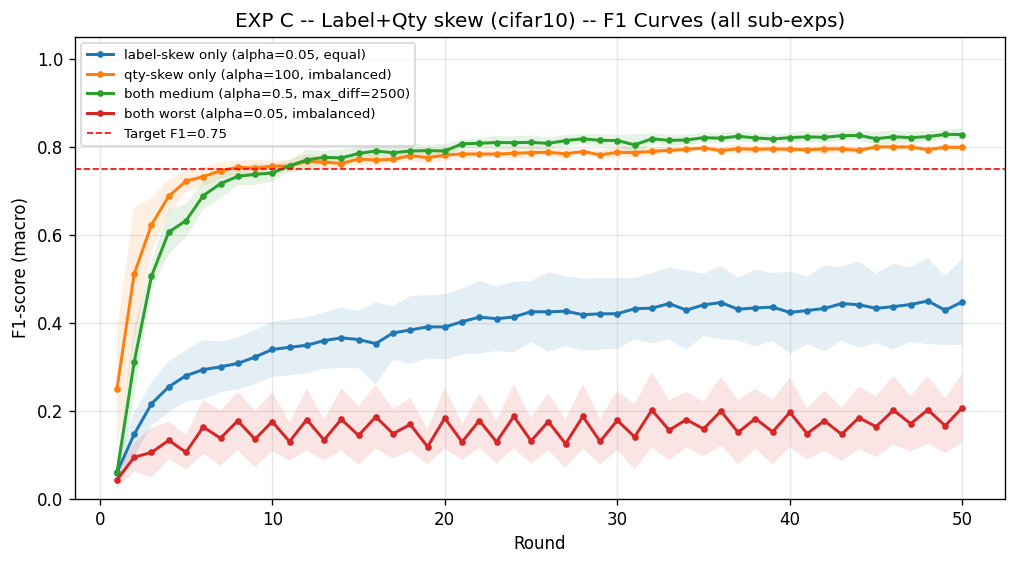 EXP C -- Label+Qty skew (cifar10) -- F1 Curves (all sub-exps)
label-skew only (alpha=0.05, equal)
qty-skew only (alpha=100, imbalanced)
both medium (alpha=0.5, max_diff=2500)
both worst (alpha=0.05, imbalanced)
Target F1=0.75
F1-score (macro)
1.0
0.8
0.6
0.4
0.2
0.0
0 10 20 30 40 50
Round